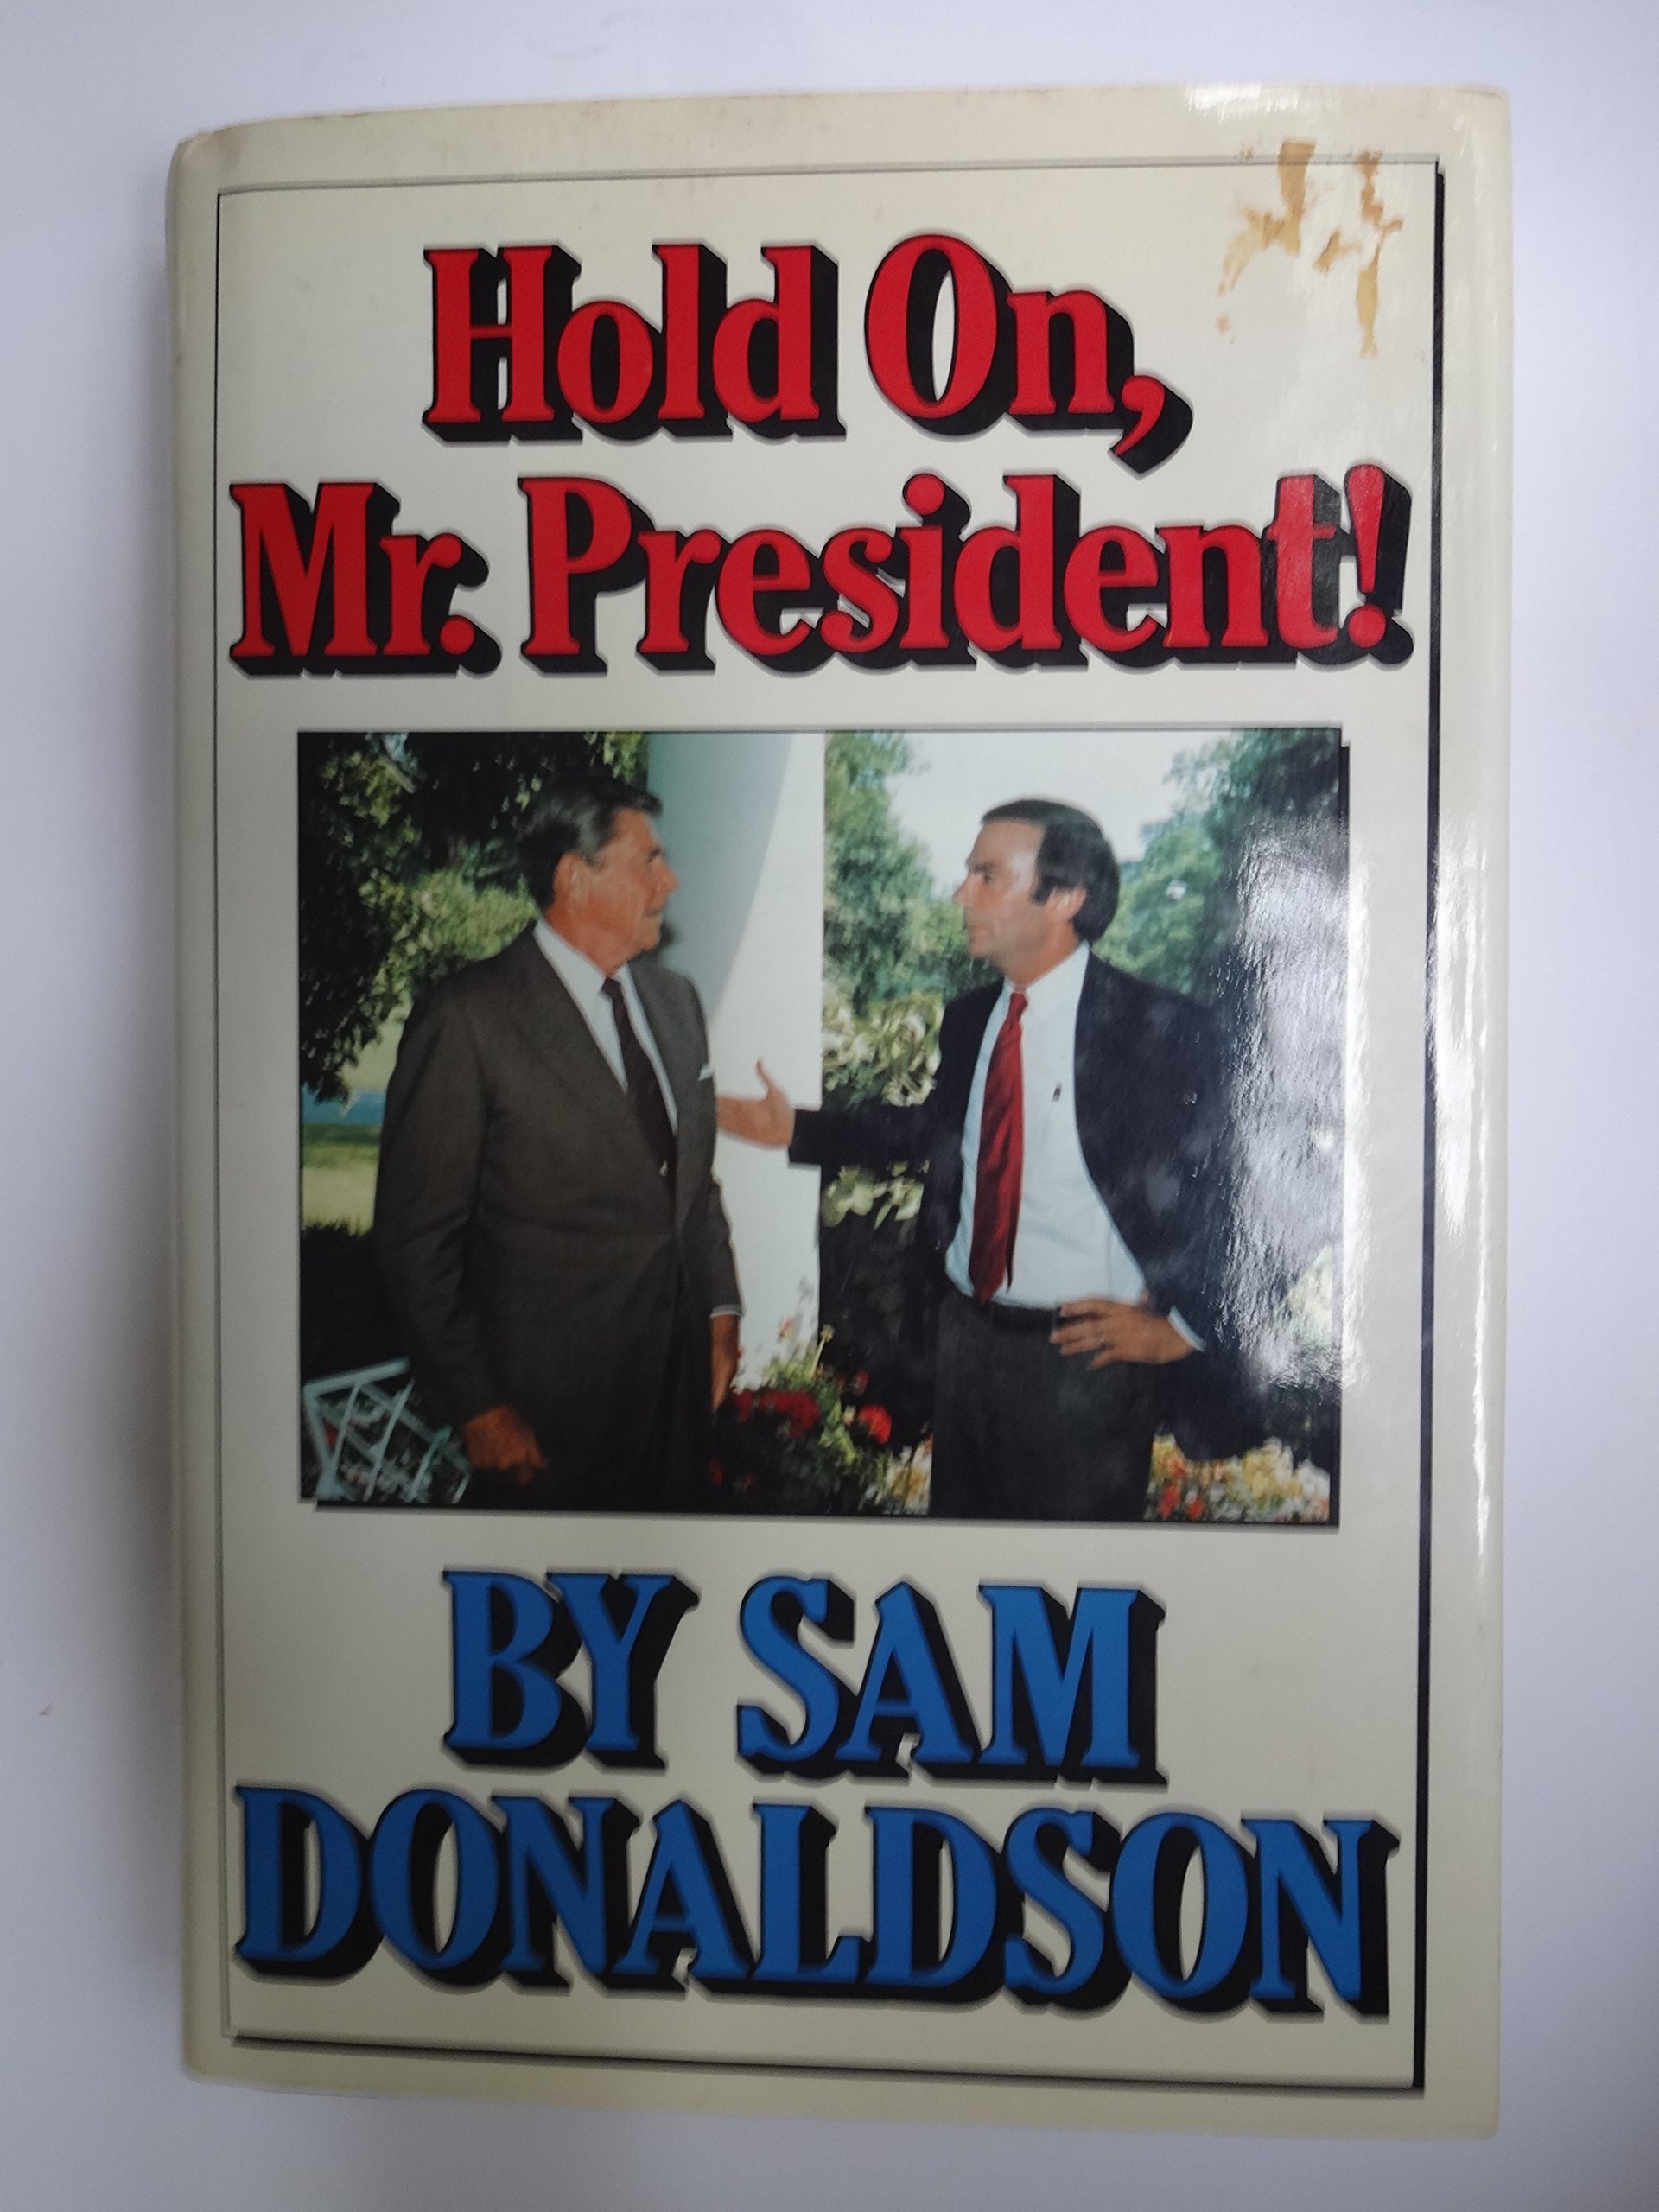 Hold On,
Mr. President!
BY SAM
DONALDSON